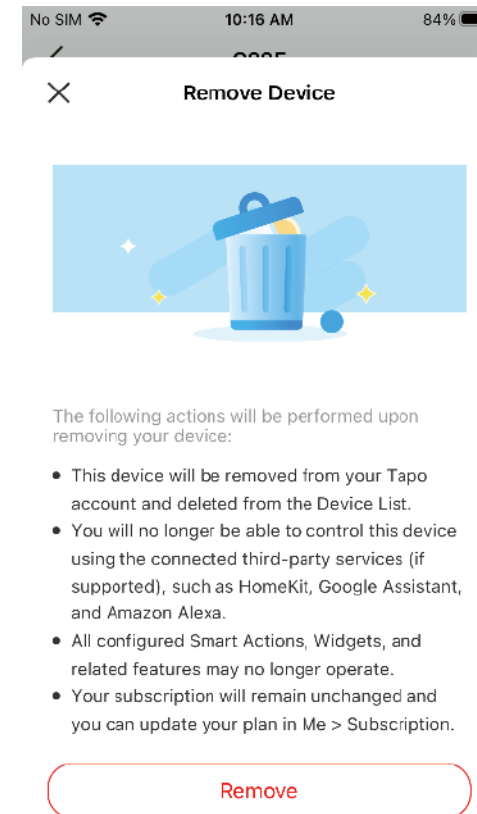 No SIM 10:16 AM 84%
Remove Device
The following actions will be performed upon
removing your device:
• This device will be removed from your Tapo
account and deleted from the Device List.
• You will no longer be able to control this device
using the connected third-party services (if
supported), such as HomeKit, Google Assistant,
and Amazon Alexa.
• All configured Smart Actions, Widgets, and
related features may no longer operate.
• Your subscription will remain unchanged and
you can update your plan in Me > Subscription.
Remove